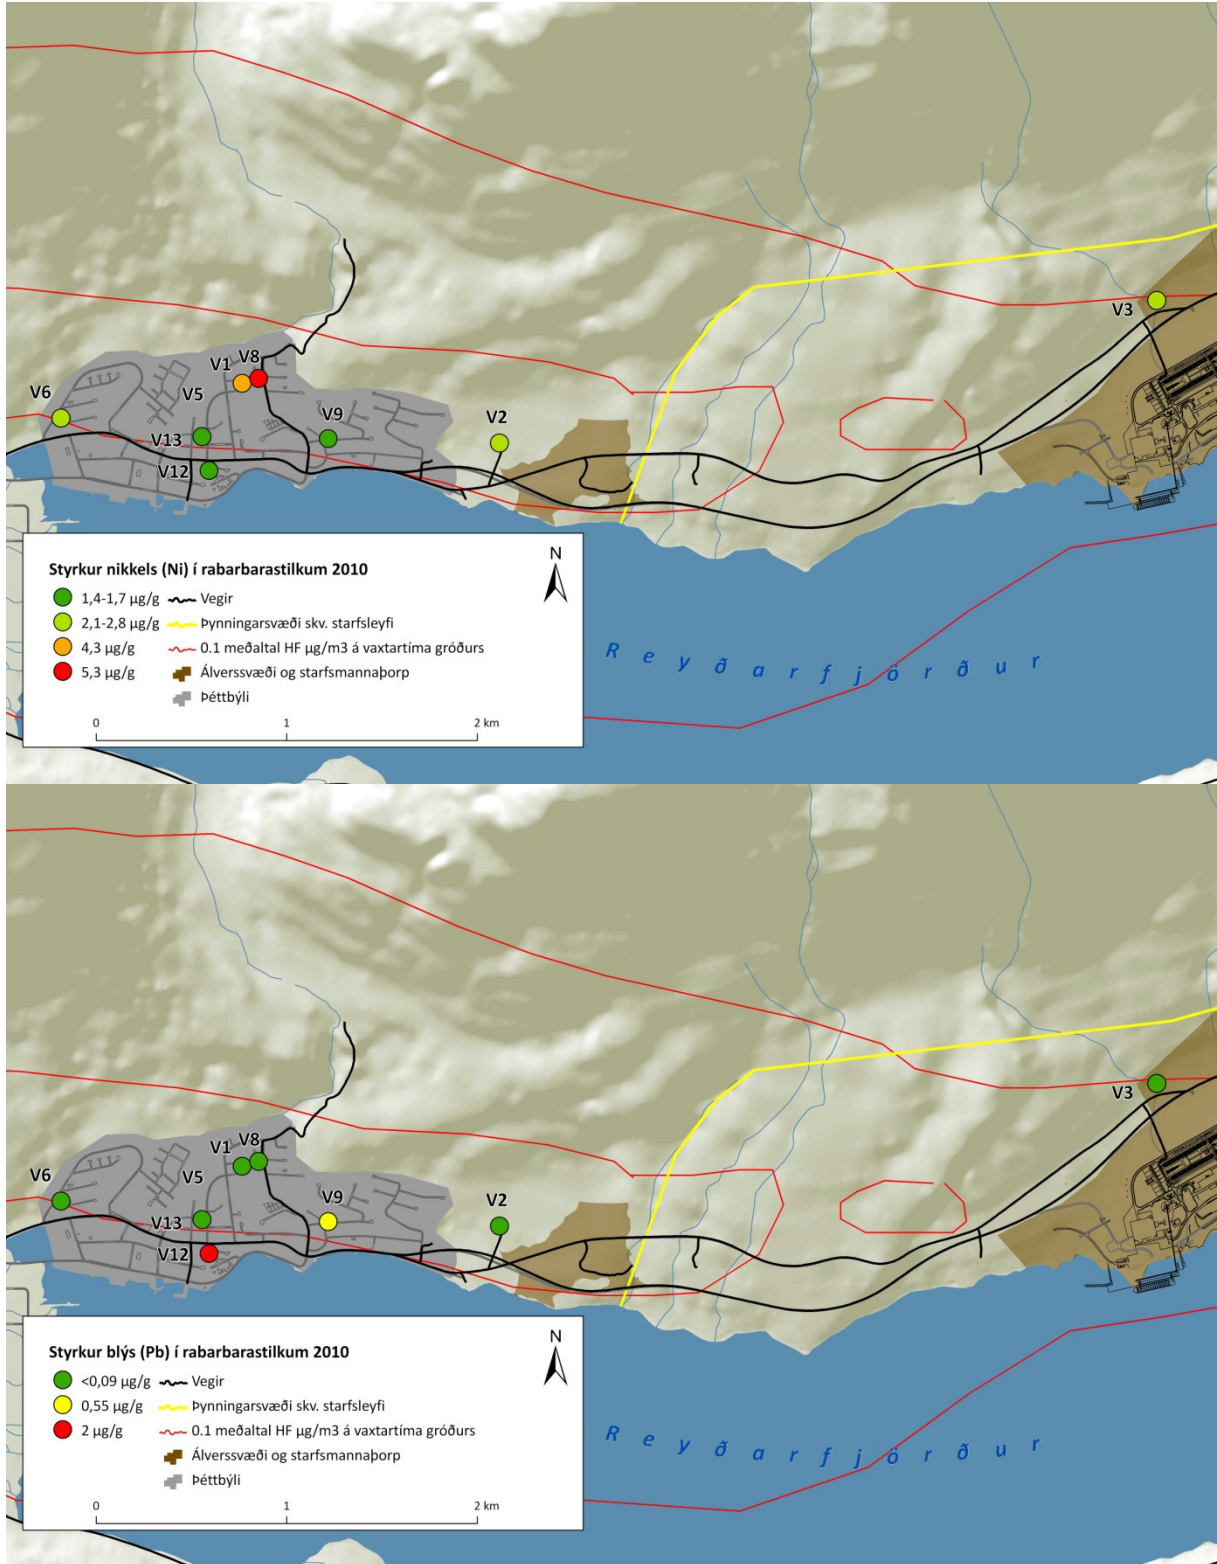 V3
V8
V1
V5
V6
V9
V2
V13
V12
Styrkur nikkels (Ni) í rabarbarastilkum 2010
N
1,4-1,7 µg/g
Vegir
2,1-2,8 µg/g
Þynningarsvæði skv. starfsleyfi
4,3 µg/g
0.1 meðaltal HF µg/m3 á vaxtartíma gróðurs
5,3 µg/g
Álverssvæði og starfsmannaþorp
Þéttbýli
0 1 2 km
Reyðarfjörður
V3
V8
V1
V5
V6
V9
V2
V13
V12
Styrkur blýs (Pb) í rabarbarastilkum 2010
N
<0,09 µg/g
Vegir
0,55 µg/g
Þynningarsvæði skv. starfsleyfi
2 µg/g
0.1 meðaltal HF µg/m3 á vaxtartíma gróðurs
Álverssvæði og starfsmannaþorp
Þéttbýli
0 1 2 km
Reyðarfjörður